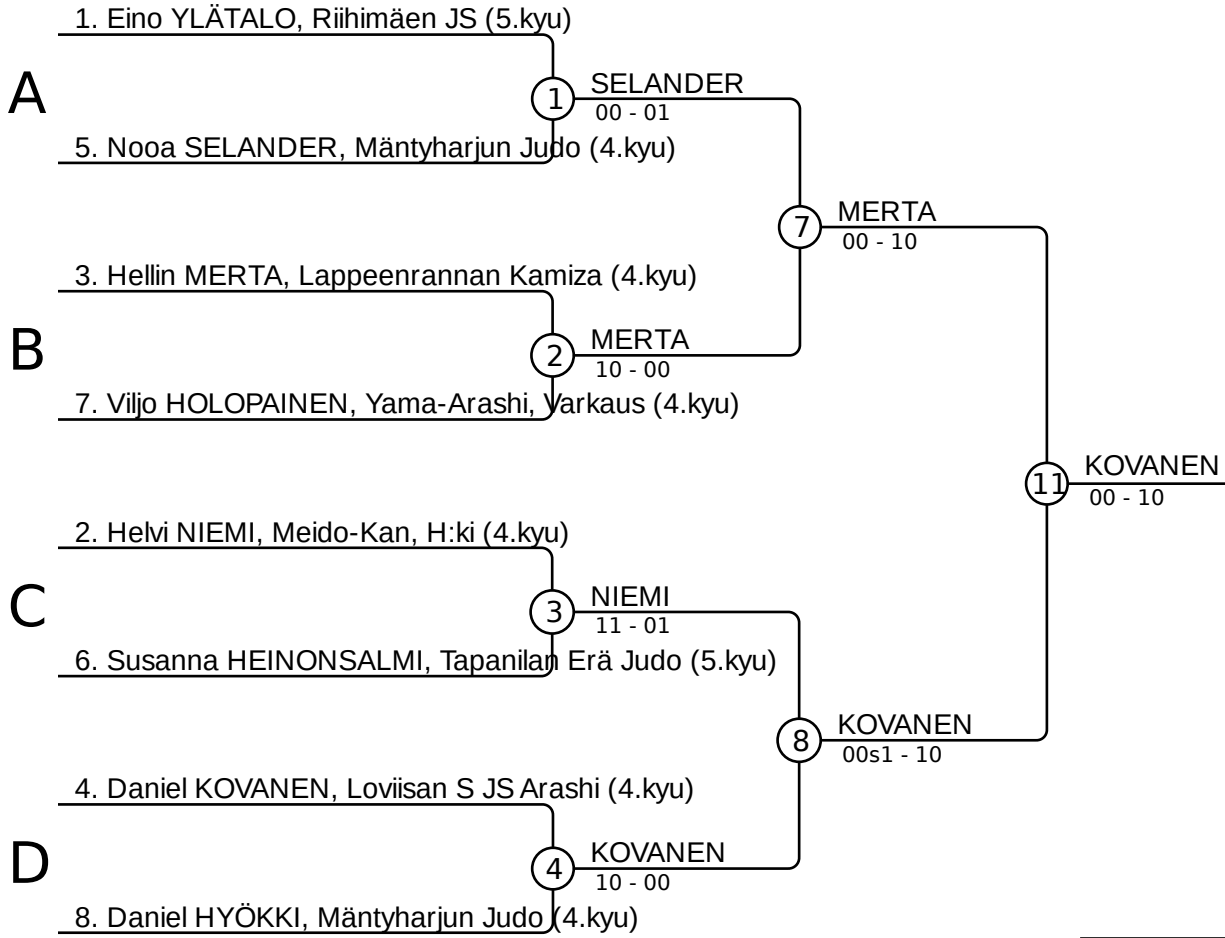 1. Eino YLÄTALO, Riihimäen JS (5.kyu)
A
1
SELANDER
00 - 01
5. Nooa SELANDER, Mäntyharjun Judo (4.kyu)
7
MERTA
00 - 10
3. Hellin MERTA, Lappeenrannan Kamiza (4.kyu)
B
2
MERTA
10 - 00
7. Viljo HOLOPAINEN, Yama-Arashi, Varkaus (4.kyu)
11
KOVANEN
00 - 10
2. Helvi NIEMI, Meido-Kan, H:ki (4.kyu)
C
3
NIEMI
11 - 01
6. Susanna HEINONSALMI, Tapanilan Erä Judo (5.kyu)
8
KOVANEN
00s1 - 10
4. Daniel KOVANEN, Loviisan S JS Arashi (4.kyu)
D
4
KOVANEN
10 - 00
8. Daniel HYÖKKI, Mäntyharjun Judo (4.kyu)